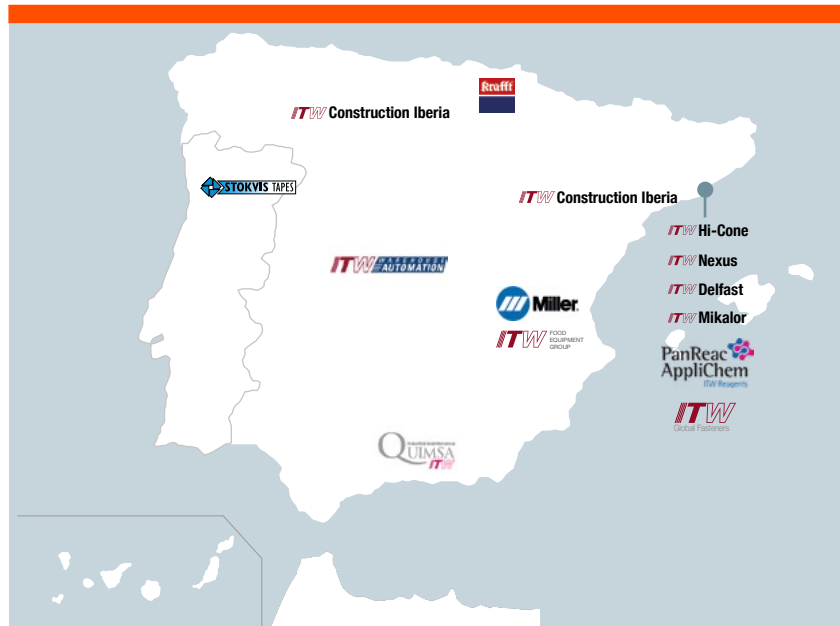 Krafft
ITW Construction Iberia
STOKVIS TAPES
ITW Construction Iberia
ITW Hi-Cone
ITW WAREHOUSE
AUTOMATION
ITW Nexus
ITW Delfast
Miller
ITW Mikalor
ITW FOOD
EQUIPMENT
GROUP
PanReac
AppliChem
ITW Reagents
ITW
Global Fasteners
QUIMSA
ITW